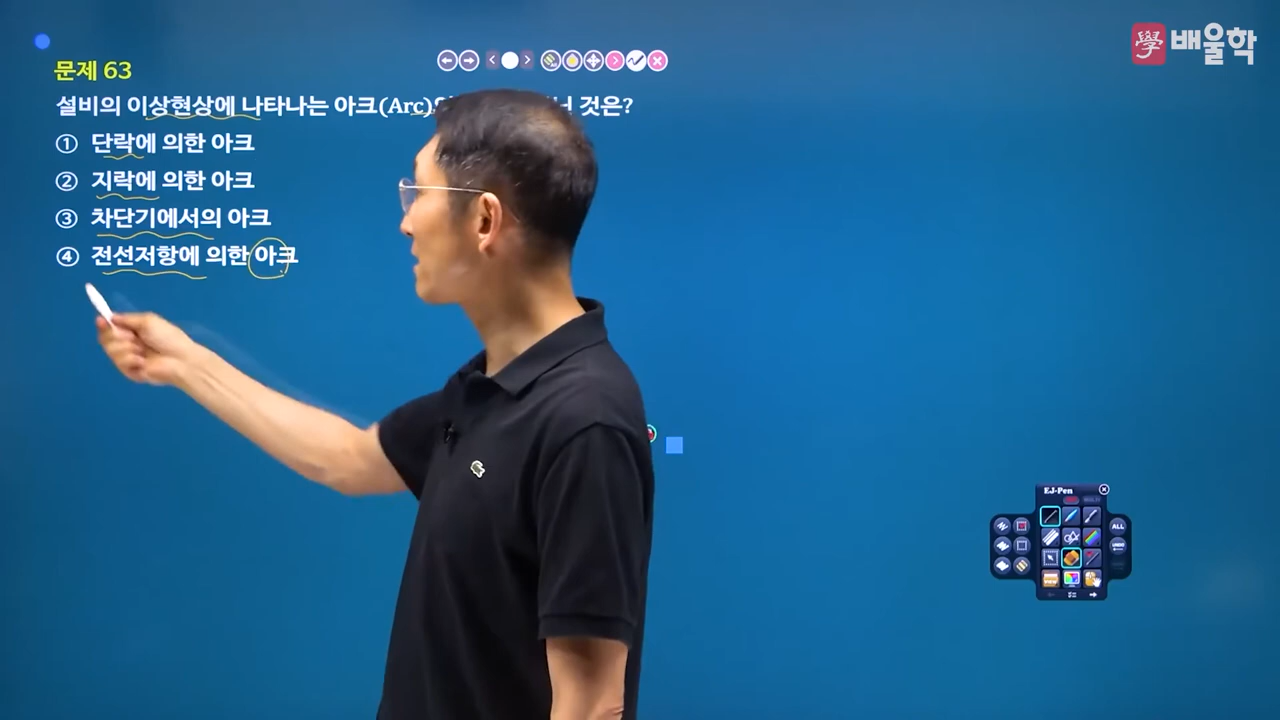 學 배울학
문제 63
설비의 이상현상에 나타나는 아크(Arc) 것은?
① 단락에 의한 아크
② 지락에 의한 아크
③ 차단기에서의 아크
④ 전선저항에 의한 아크
EJ-Pen
ALL
UNDO